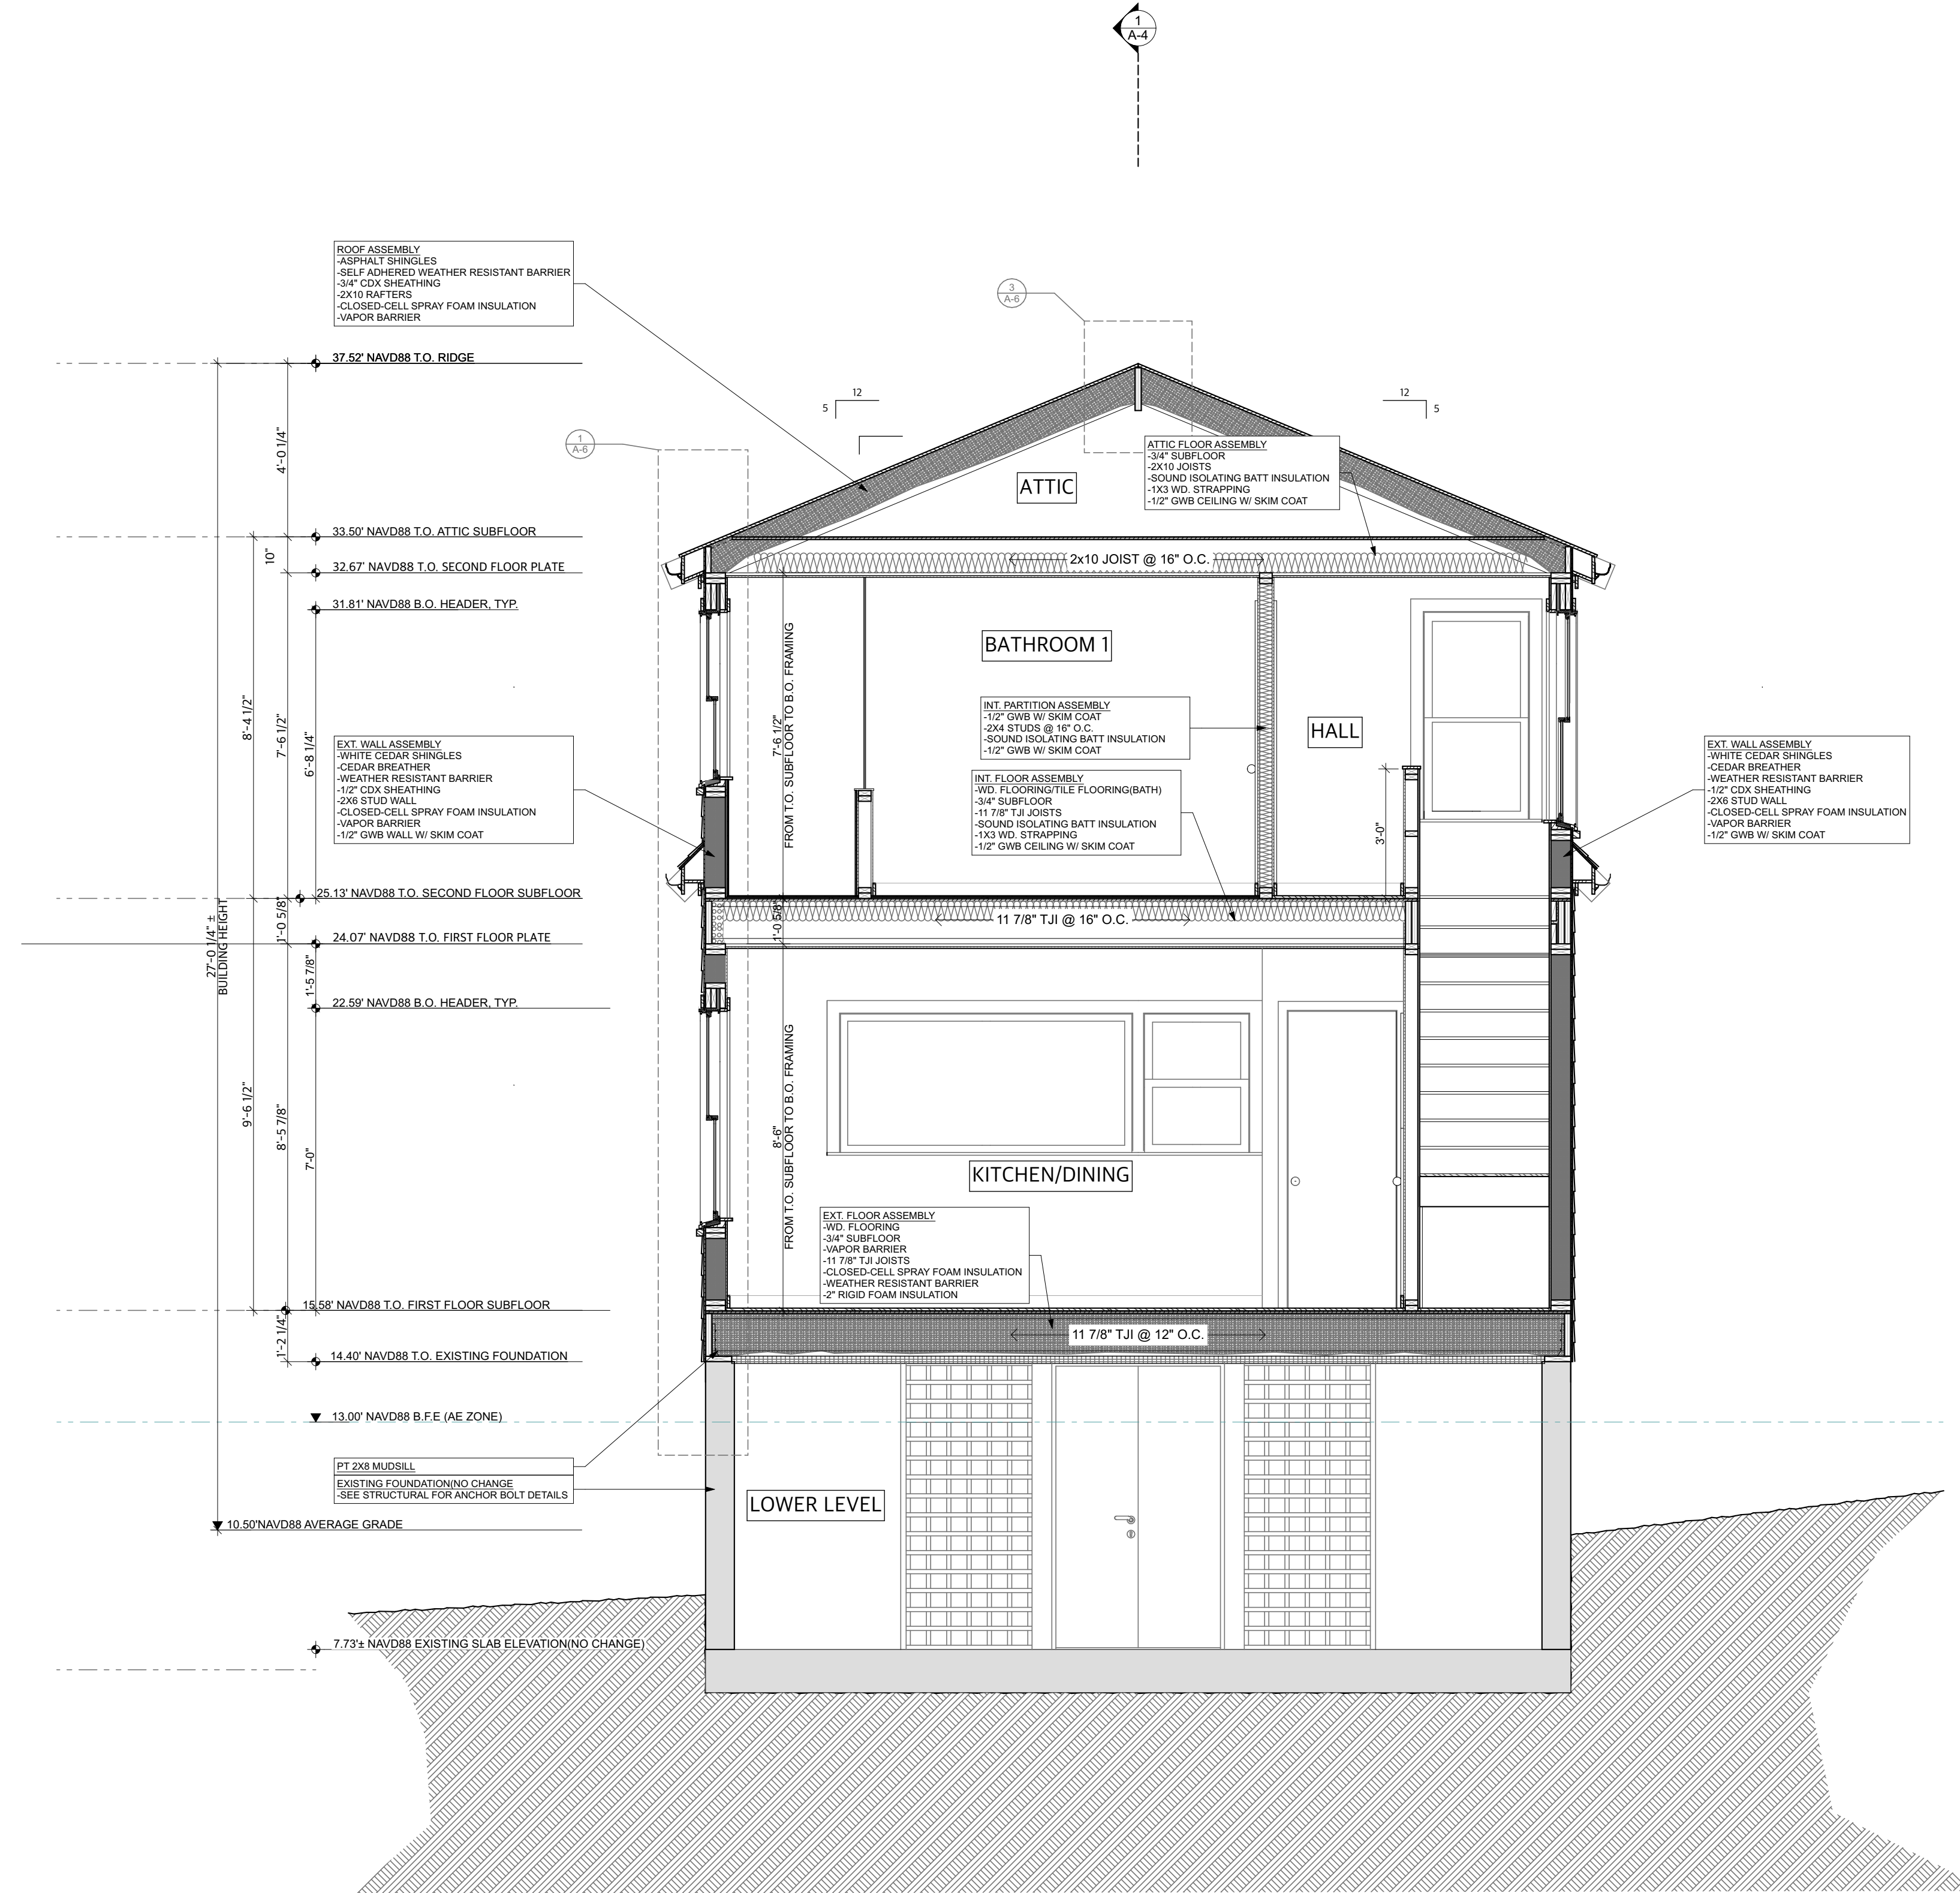 1
A-4
ROOF ASSEMBLY
-ASPHALT SHINGLES
-SELF ADHERED WEATHER RESISTANT BARRIER
-3/4" CDX SHEATHING
-2X10 RAFTERS
-CLOSED-CELL SPRAY FOAM INSULATION
-VAPOR BARRIER
3
A-6
37.52' NAVD88 T.O. RIDGE
12
5
12
5
4'-0 1/4"
1
A-6
ATTIC FLOOR ASSEMBLY
-3/4" SUBFLOOR
-2X10 JOISTS
-SOUND ISOLATING BATT INSULATION
-1X3 WD. STRAPPING
-1/2" GWB CEILING W/ SKIM COAT
ATTIC
33.50' NAVD88 T.O. ATTIC SUBFLOOR
10"
2x10 JOIST @ 16" O.C.
32.67' NAVD88 T.O. SECOND FLOOR PLATE
31.81' NAVD88 B.O. HEADER, TYP.
BATHROOM 1
7'-6 1/2"
FROM T.O. SUBFLOOR TO B.O. FRAMING
8'-4 1/2"
7'-6 1/2"
6'-8 1/4"
INT. PARTITION ASSEMBLY
-1/2" GWB W/ SKIM COAT
-2X4 STUDS @ 16" O.C.
-SOUND ISOLATING BATT INSULATION
-1/2" GWB W/ SKIM COAT
HALL
EXT. WALL ASSEMBLY
-WHITE CEDAR SHINGLES
-CEDAR BREATHER
-WEATHER RESISTANT BARRIER
-1/2" CDX SHEATHING
-2X6 STUD WALL
-CLOSED-CELL SPRAY FOAM INSULATION
-VAPOR BARRIER
-1/2" GWB WALL W/ SKIM COAT
INT. FLOOR ASSEMBLY
-WD. FLOORING/TILE FLOORING(BATH)
-3/4" SUBFLOOR
-11 7/8" TJI JOISTS
-SOUND ISOLATING BATT INSULATION
-1X3 WD. STRAPPING
-1/2" GWB CEILING W/ SKIM COAT
3'-0"
EXT. WALL ASSEMBLY
-WHITE CEDAR SHINGLES
-CEDAR BREATHER
-WEATHER RESISTANT BARRIER
-1/2" CDX SHEATHING
-2X6 STUD WALL
-CLOSED-CELL SPRAY FOAM INSULATION
-VAPOR BARRIER
-1/2" GWB W/ SKIM COAT
25.13' NAVD88 T.O. SECOND FLOOR SUBFLOOR
1'-0 5/8"
1'-0 5/8"
11 7/8" TJI @ 16" O.C.
24.07' NAVD88 T.O. FIRST FLOOR PLATE
27'-0 1/4" ±
BUILDING HEIGHT
1'-5 7/8"
22.59' NAVD88 B.O. HEADER, TYP.
9'-6 1/2"
8'-5 7/8"
7'-0"
8'-6"
FROM T.O. SUBFLOOR TO B.O. FRAMING
KITCHEN/DINING
EXT. FLOOR ASSEMBLY
-WD. FLOORING
-3/4" SUBFLOOR
-VAPOR BARRIER
-11 7/8" TJI JOISTS
-CLOSED-CELL SPRAY FOAM INSULATION
-WEATHER RESISTANT BARRIER
-2" RIGID FOAM INSULATION
15.58' NAVD88 T.O. FIRST FLOOR SUBFLOOR
1'-2 1/4"
11 7/8" TJI @ 12" O.C.
14.40' NAVD88 T.O. EXISTING FOUNDATION
13.00' NAVD88 B.F.E (AE ZONE)
PT 2X8 MUDSILL
EXISTING FOUNDATION(NO CHANGE
-SEE STRUCTURAL FOR ANCHOR BOLT DETAILS
LOWER LEVEL
10.50'NAVD88 AVERAGE GRADE
7.73'± NAVD88 EXISTING SLAB ELEVATION(NO CHANGE)